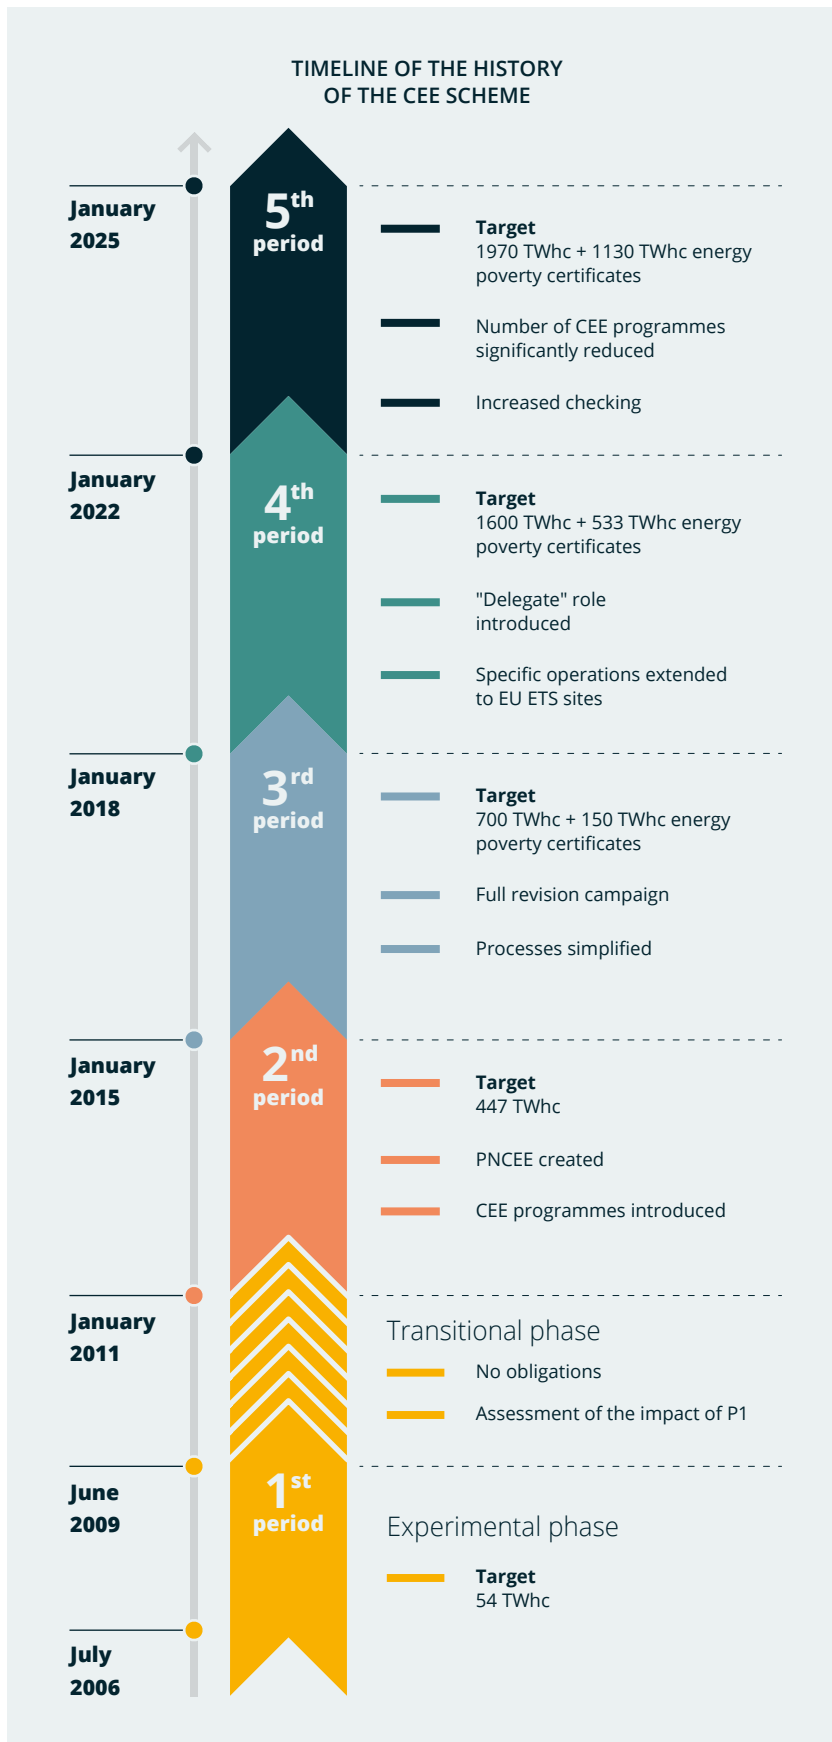 TIMELINE OF THE HISTORY
OF THE CEE SCHEME
January
2025
5th
period
Target
1970 TWhc + 1130 TWhc energy
poverty certificates
Number of CEE programmes
significantly reduced
Increased checking
January
2022
4th
period
Target
1600 TWhc + 533 TWhc energy
poverty certificates
"Delegate" role
introduced
Specific operations extended
to EU ETS sites
January
2018
3rd
period
Target
700 TWhc + 150 TWhc energy
poverty certificates
Full revision campaign
Processes simplified
January
2015
2nd
period
Target
447 TWhc
PNCEE created
CEE programmes introduced
January
2011
Transitional phase
No obligations
Assessment of the impact of P1
June
2009
1st
period
Experimental phase
Target
54 TWhc
July
2006